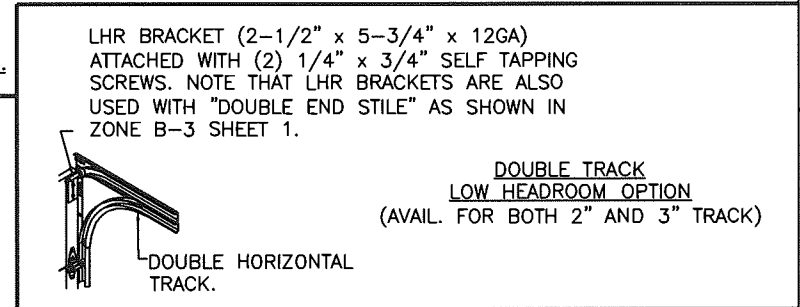 LHR BRACKET (2-1/2" x 5-3/4" x 12GA)
ATTACHED WITH (2) 1/4" x 3/4" SELF TAPPING
SCREWS. NOTE THAT LHR BRACKETS ARE ALSO
USED WITH "DOUBLE END STILE" AS SHOWN IN
ZONE B-3 SHEET 1.
DOUBLE TRACK
LOW HEADROOM OPTION
(AVAIL. FOR BOTH 2" AND 3" TRACK)
DOUBLE HORIZONTAL
TRACK.